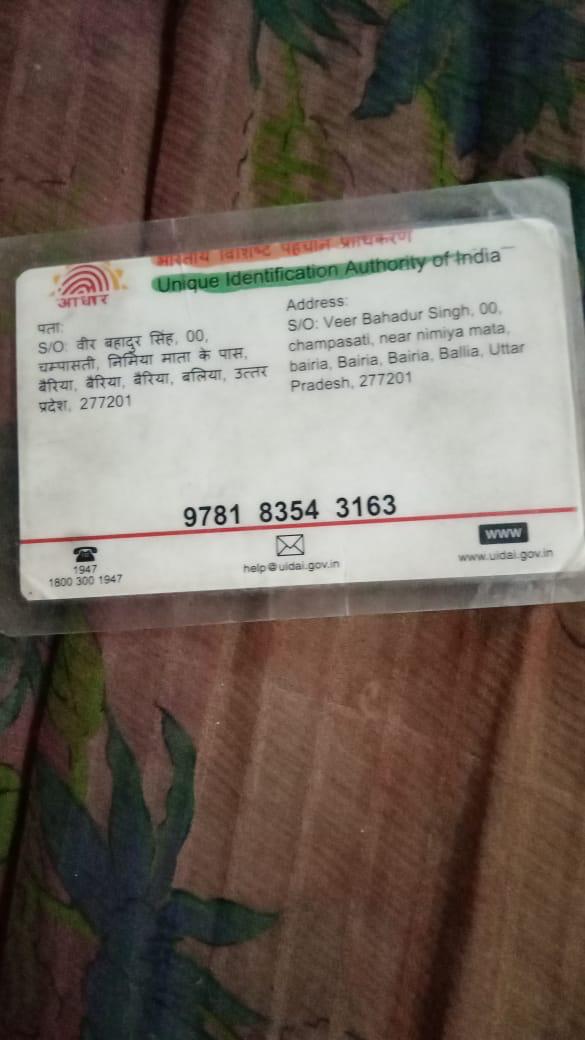 भारतीय विशिष्ट पहचान प्राधिकरण
Unique Identification Authority of India
आधार
पता:
S/O: वीर बहादुर सिंह, 00,
चम्पासती, निमिया माता के पास,
बैरिया, बैरिया, बैरिया, बलिया, उत्तर
प्रदेश, 277201
Address:
S/O: Veer Bahadur Singh, 00,
champasati, near nimiya mata,
bairia, Bairia, Bairia, Ballia, Uttar
Pradesh, 277201
9781 8354 3163
1947
1800 300 1947
help@uidai.gov.in
www
www.uidai.gov.in